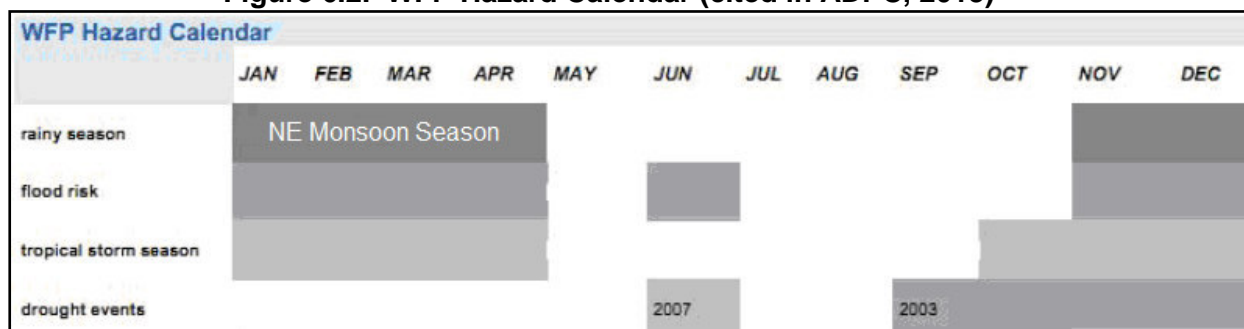 WFP Hazard Calendar
JAN FEB MAR APR MAY JUN JUL AUG SEP OCT NOV DEC
rainy season NE Monsoon Season
flood risk
tropical storm season
drought events 2007 2003